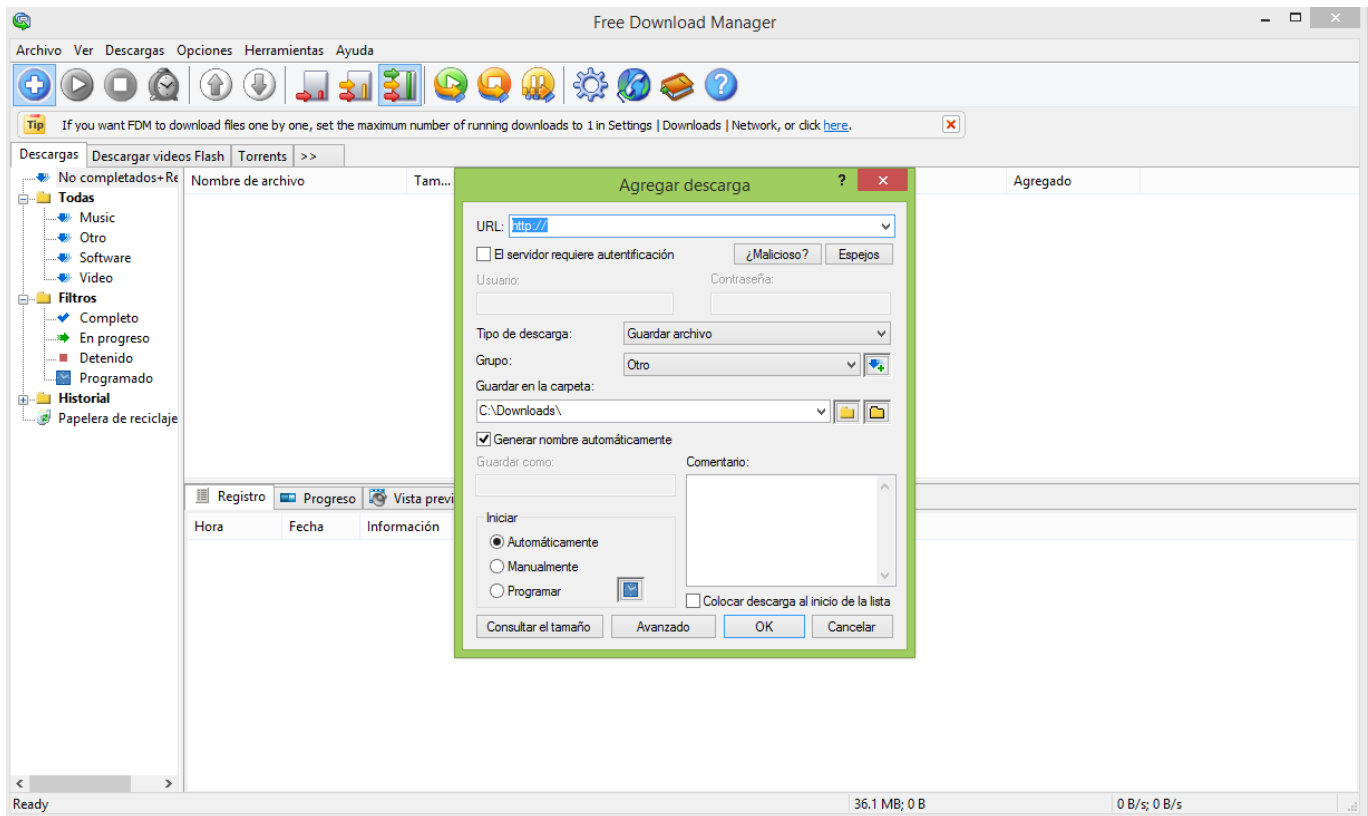 Free Download Manager
Archivo Ver Descargas Opciones Herramientas Ayuda
Tip If you want FDM to download files one by one, set the maximum number of running downloads to 1 in Settings | Downloads | Network, or click here.
Descargas Descargar videos Flash Torrents >>
No completados+Re
Todas
Music
Otro
Software
Video
Filtros
Completo
En progreso
Detenido
Programado
Historial
Papelera de reciclaje
Nombre de archivo Tam... Agregado
Agregar descarga ?
URL: http://
El servidor requiere autentificación ¿Malicioso? Espejos
Usuario: Contraseña:
Tipo de descarga: Guardar archivo
Grupo: Otro
Guardar en la carpeta:
C:\Downloads\
Generar nombre automáticamente
Guardar como: Comentario:
Iniciar
Automáticamente
Manualmente
Programar
Colocar descarga al inicio de la lista
Consultar el tamaño Avanzado OK Cancelar
Registro Progreso Vista previ
Hora Fecha Información
Ready 36.1 MB; 0 B 0 B/s; 0 B/s